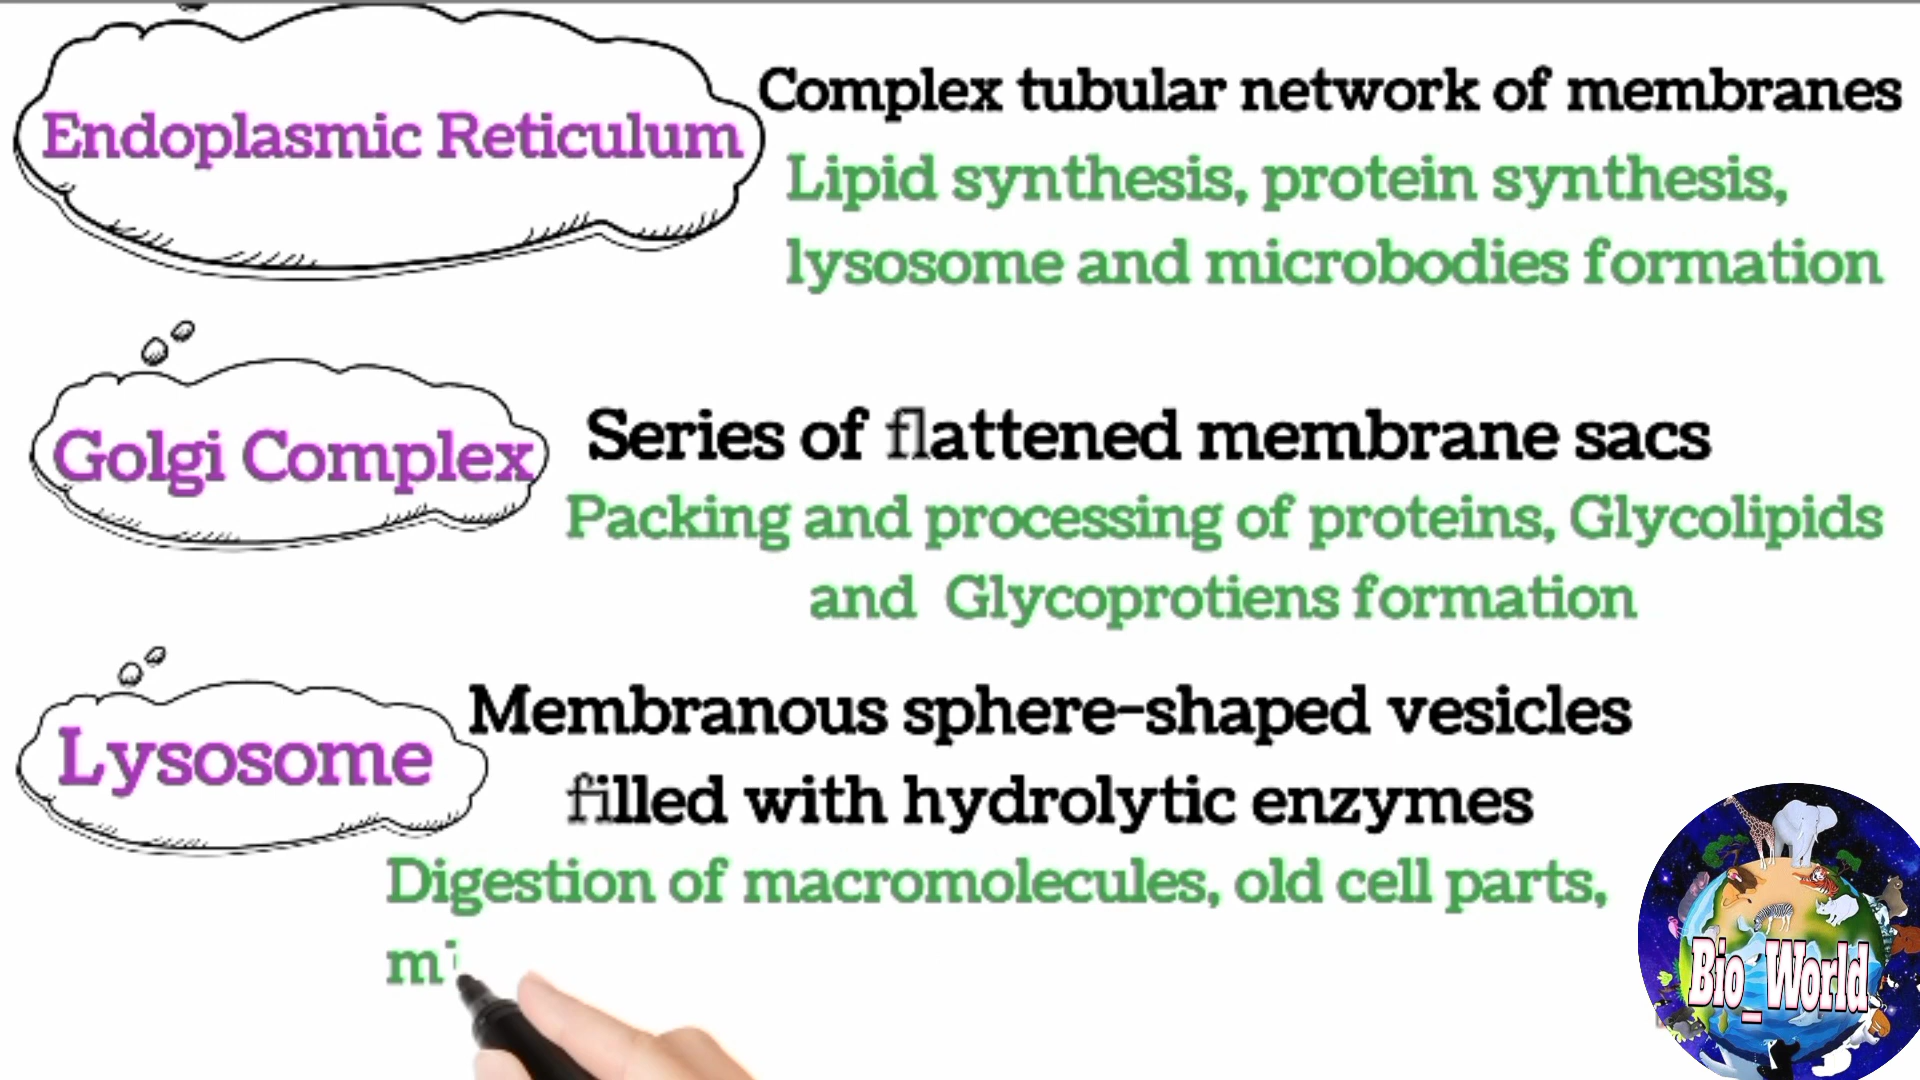 Endoplasmic Reticulum
Complex tubular network of membranes
Lipid synthesis, protein synthesis,
lysosome and microbodies formation
Golgi Complex
Series of flattened membrane sacs
Packing and processing of proteins, Glycolipids
and Glycoprotiens formation
Lysosome
Membranous sphere-shaped vesicles
filled with hydrolytic enzymes
Digestion of macromolecules, old cell parts,
Bio_World